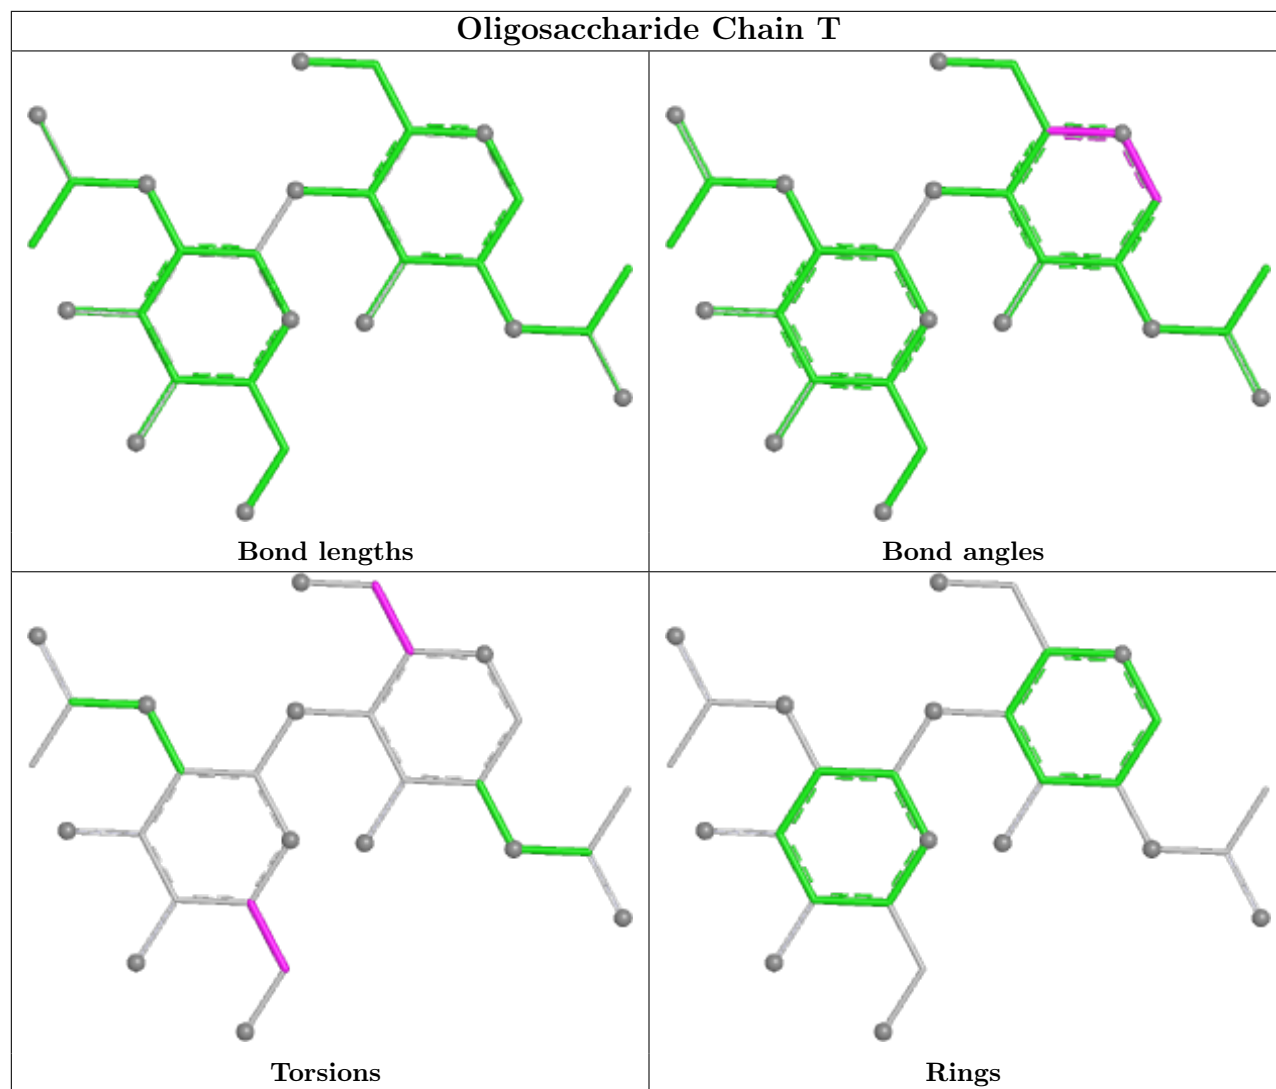 Oligosaccharide Chain T
Bond lengths
Bond angles
Torsions
Rings